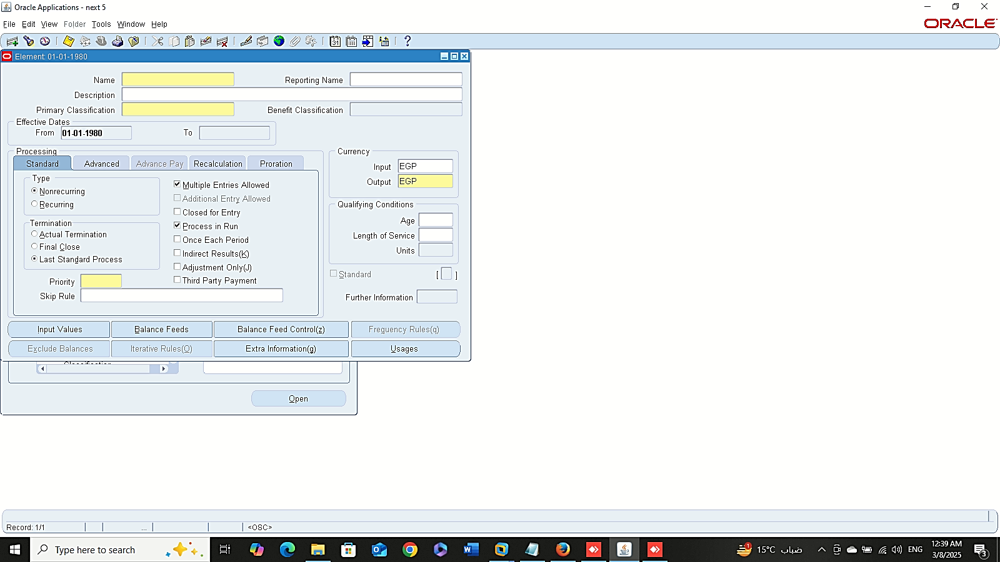 Oracle Applications - next 5
File Edit View Folder Tools Window Help
ORACLE
31
?
Element: 01-01-1980
Name
Reporting Name
Description
Primary Classification
Benefit Classification
Effective Dates
From 01-01-1980 To
Processing
Standard Advanced Advance Pay Recalculation Proration
Type
Nonrecurring
Recurring
Termination
Actual Termination
Final Close
Last Standard Process
Priority
Skip Rule
Multiple Entries Allowed
Additional Entry Allowed
Closed for Entry
Process in Run
Once Each Period
Indirect Results(K)
Adjustment Only(J)
Third Party Payment
Currency
Input EGP
Output EGP
Qualifying Conditions
Age
Length of Service
Units
Standard [ ]
Further Information
Input Values Balance Feeds Balance Feed Control(z) Frequency Rules(q)
Exclude Balances Iterative Rules(O) Extra Information(g) Usages
Classification
Open
Record: 1/1 ... <OSC>
Type here to search
1
15°C ضباب
ENG
12:39 AM
3/8/2025
3